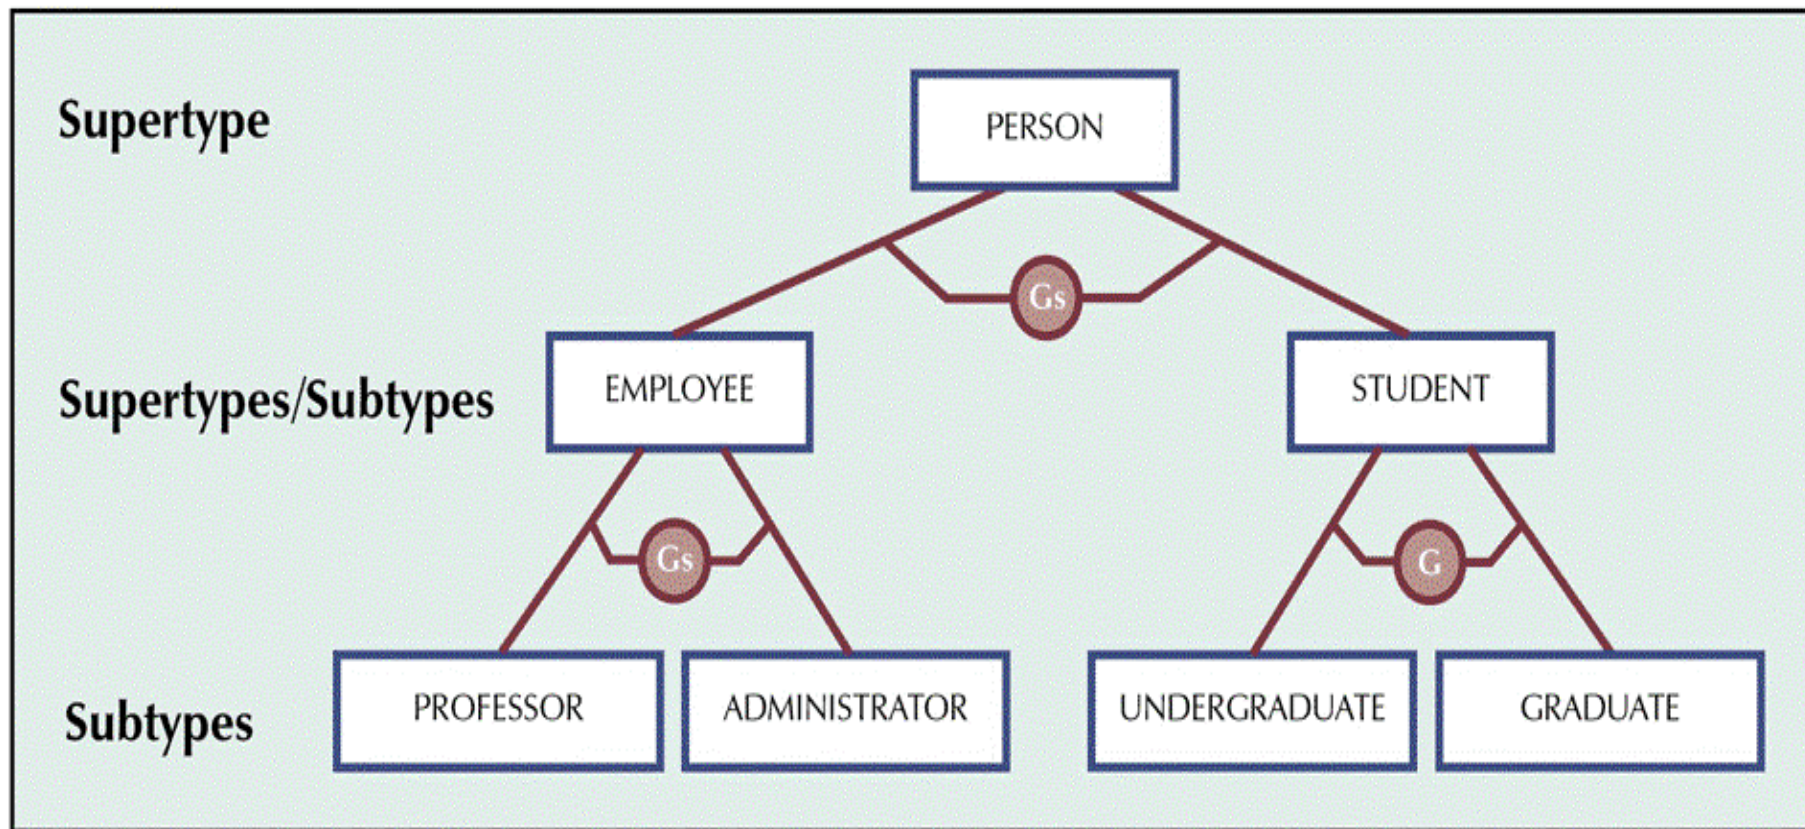 Supertype
PERSON
Gs
Supertypes/Subtypes
EMPLOYEE
STUDENT
Gs
G
Subtypes
PROFESSOR
ADMINISTRATOR
UNDERGRADUATE
GRADUATE